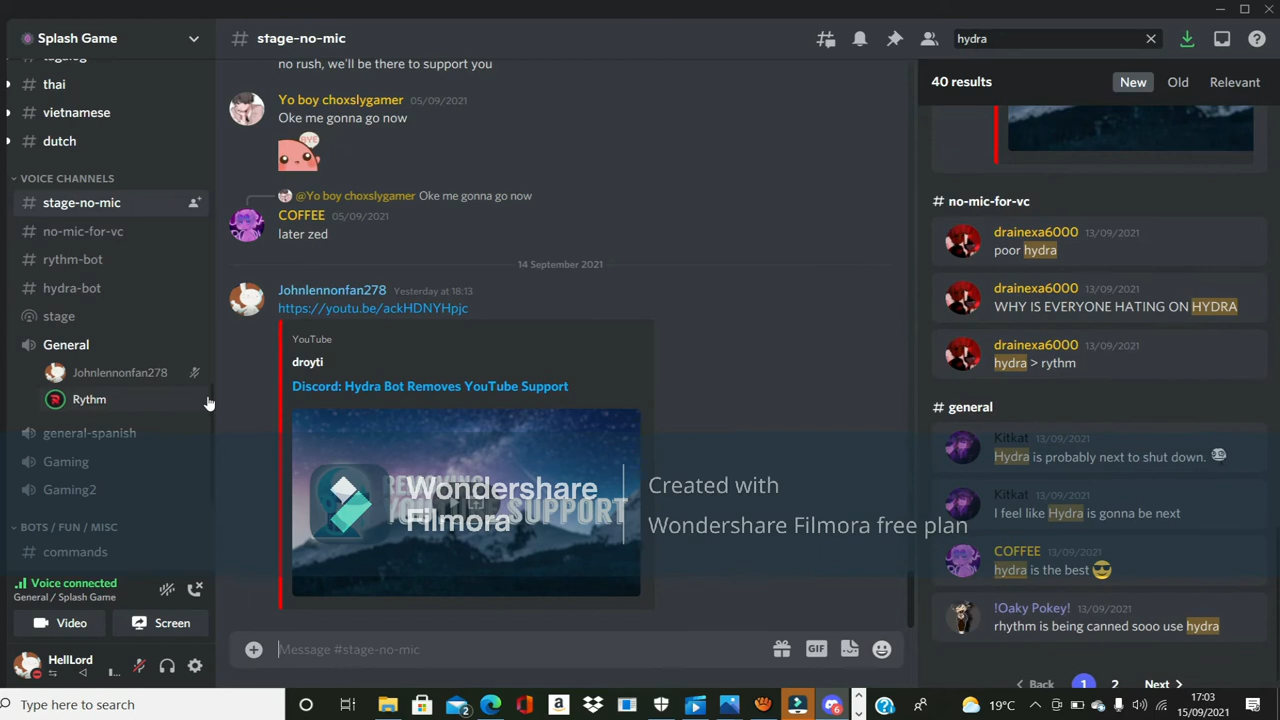 Splash Game
tagalog
thai
vietnamese
dutch
VOICE CHANNELS
stage-no-mic
no-mic-for-vc
rythm-bot
hydra-bot
stage
General
Johnlennonfan278
Rythm
general-spanish
Gaming
Gaming2
BOTS / FUN / MISC
commands
Voice connected
General / Splash Game
Video
Screen
HellLord
stage-no-mic
no rush, we'll be there to support you
Yo boy choxslygamer 05/09/2021
Oke me gonna go now
BYE
@Yo boy choxslygamer Oke me gonna go now
COFFEE 05/09/2021
later zed
14 September 2021
Johnlennonfan278 Yesterday at 18:13
https://youtu.be/ackHDNYHpjc
YouTube
droyti
Discord: Hydra Bot Removes YouTube Support
SUPPORT
Wondershare
Filmora
Created with
Wondershare Filmora free plan
Message #stage-no-mic
GIF
hydra
40 results
New
Old
Relevant
# no-mic-for-vc
drainexa6000 13/09/2021
poor hydra
drainexa6000 13/09/2021
WHY IS EVERYONE HATING ON HYDRA
drainexa6000 13/09/2021
hydra > rythm
# general
Kitkat 13/09/2021
Hydra is probably next to shut down.
Kitkat 13/09/2021
I feel like Hydra is gonna be next
COFFEE 13/09/2021
hydra is the best 😎
!Oaky Pokey! 13/09/2021
rhythm is being canned sooo use hydra
Back
1
2
Next
Type here to search
2
6
19°C
17:03
15/09/2021